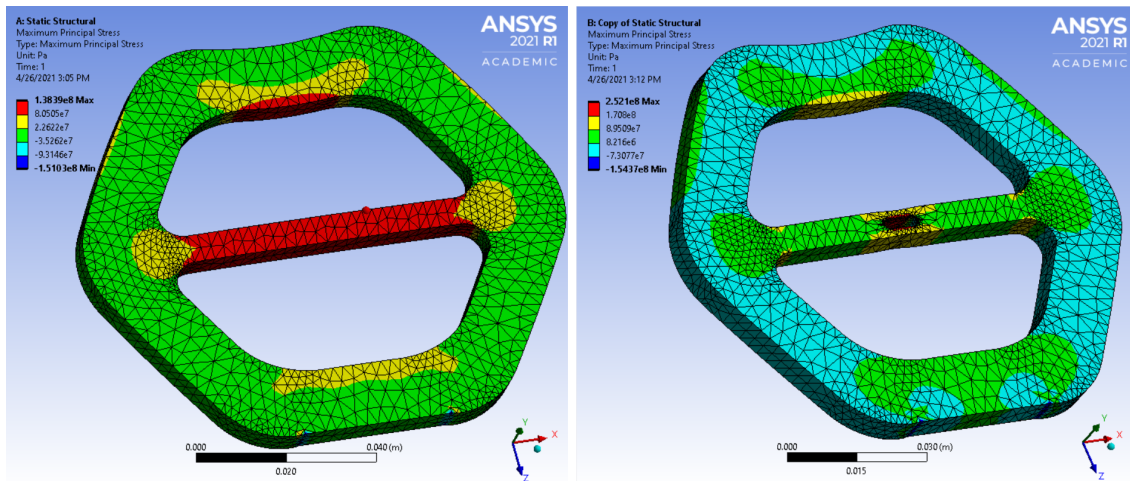 A: Static Structural
Maximum Principal Stress
Type: Maximum Principal Stress
Unit: Pa
Time: 1
4/26/2021 3:05 PM
1.3839e8 Max
8.0505e7
2.2622e7
-3.5262e7
-9.3146e7
-1.5103e8 Min
ANSYS
2021 R1
ACADEMIC
0.000
0.040 (m)
0.020
Y
X
Z
B: Copy of Static Structural
Maximum Principal Stress
Type: Maximum Principal Stress
Unit: Pa
Time: 1
4/26/2021 3:12 PM
2.521e8 Max
1.708e8
8.9509e7
8.216e6
-7.3077e7
-1.5437e8 Min
ANSYS
2021 R1
ACADEMIC
0.000
0.030 (m)
0.015
Y
X
Z